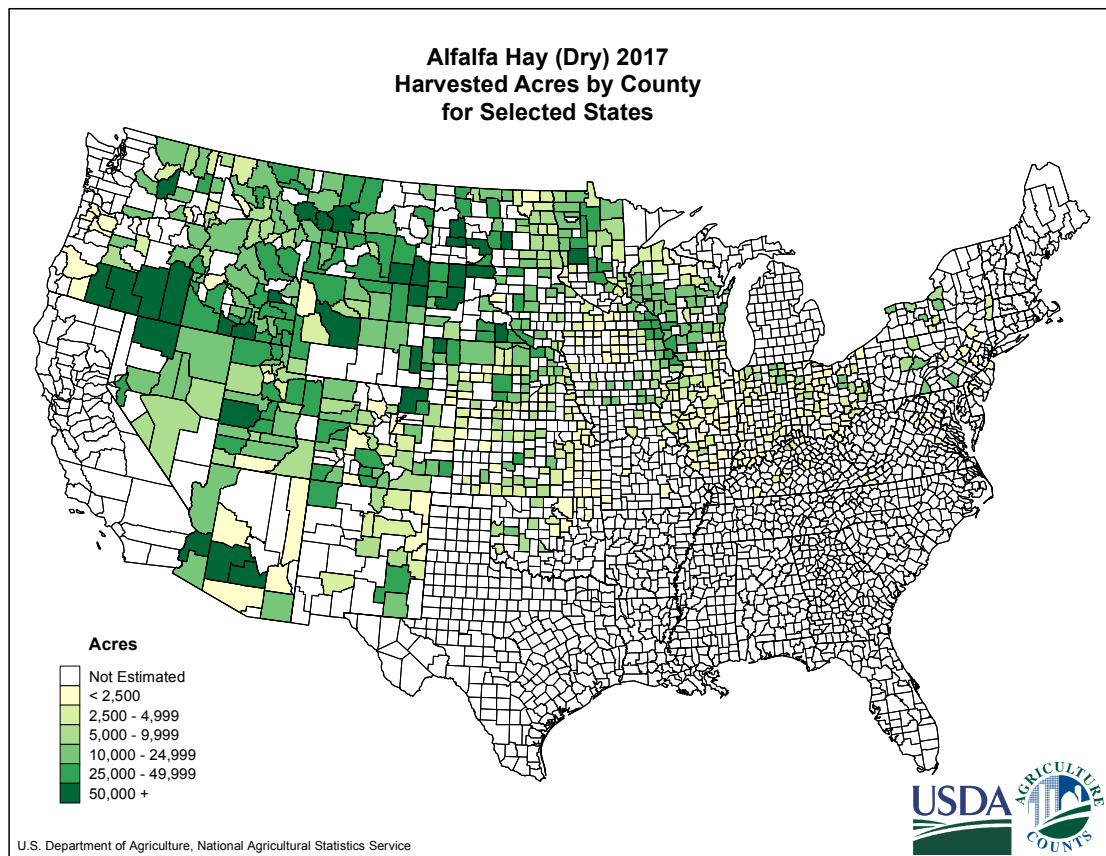 Alfalfa Hay (Dry) 2017
Harvested Acres by County
for Selected States
Acres
Not Estimated
< 2,500
2,500 - 4,999
5,000 - 9,999
10,000 - 24,999
25,000 - 49,999
50,000 +
USDA
AGRICULTURE
COUNTS
U.S. Department of Agriculture, National Agricultural Statistics Service